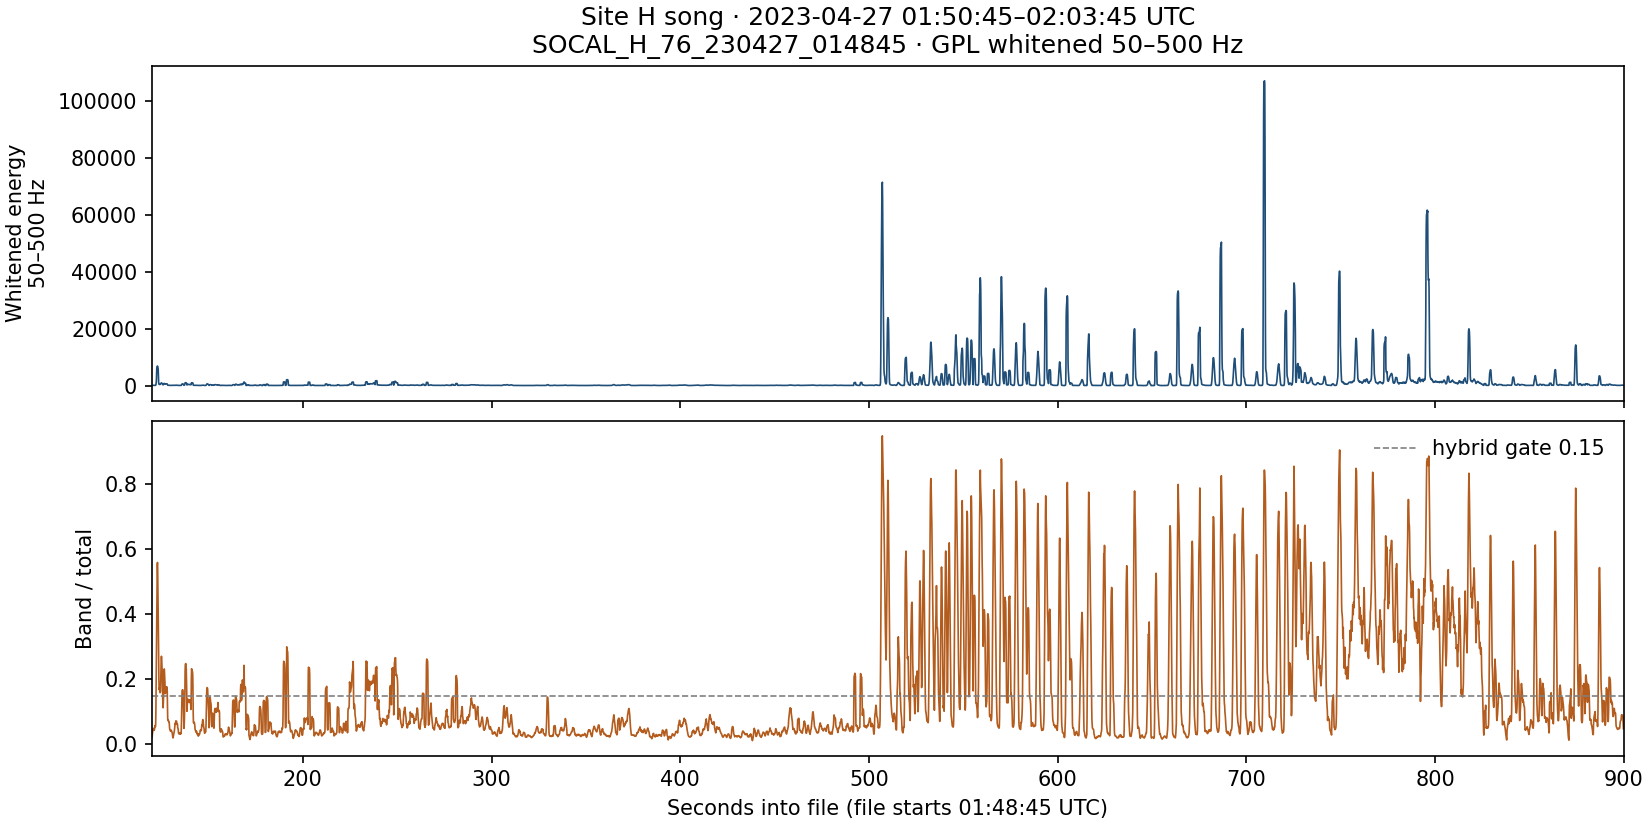 Site H song · 2023-04-27 01:50:45–02:03:45 UTC
SOCAL_H_76_230427_014845 · GPL whitened 50–500 Hz
Whitened energy
50–500 Hz
100000
80000
60000
40000
20000
0
Band / total
0.8
0.6
0.4
0.2
0.0
hybrid gate 0.15
200 300 400 500 600 700 800 900
Seconds into file (file starts 01:48:45 UTC)